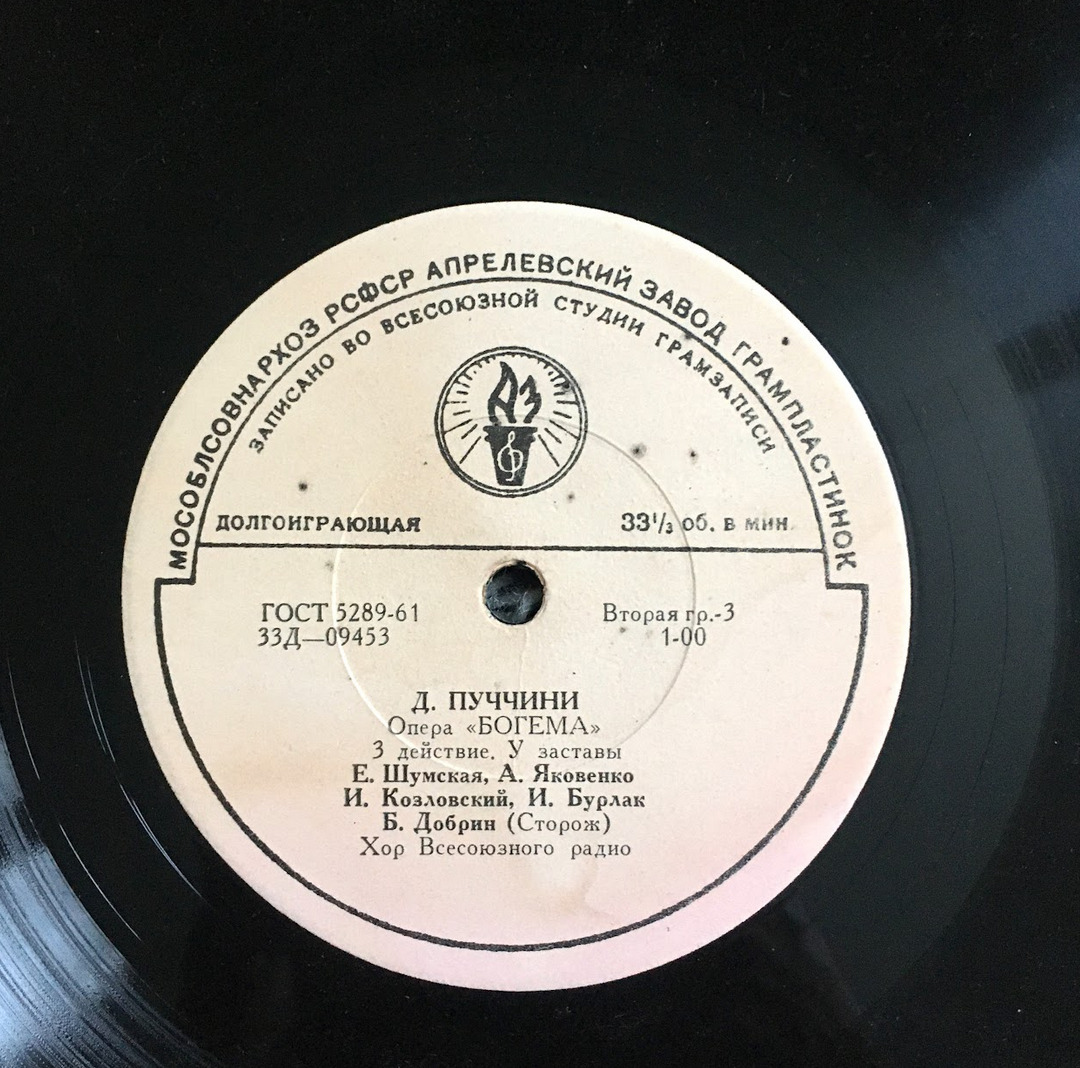 МОСОБЛСОВНАРХОЗ РСФСР АПРЕЛЕВСКИЙ ЗАВОД ГРАМПЛАСТИНОК
ЗАПИСАНО ВО ВСЕСОЮЗНОЙ СТУДИИ ГРАМЗАПИСИ
АЗ
ДОЛГОИГРАЮЩАЯ 33⅓ об. в мин.
ГОСТ 5289-61 Вторая гр.-3
33Д—09453 1-00
Д. ПУЧЧИНИ
Опера «БОГЕМА»
3 действие. У заставы
Е. Шумская, А. Яковенко
И. Козловский, И. Бурлак
Б. Добрин (Сторож)
Хор Всесоюзного радио